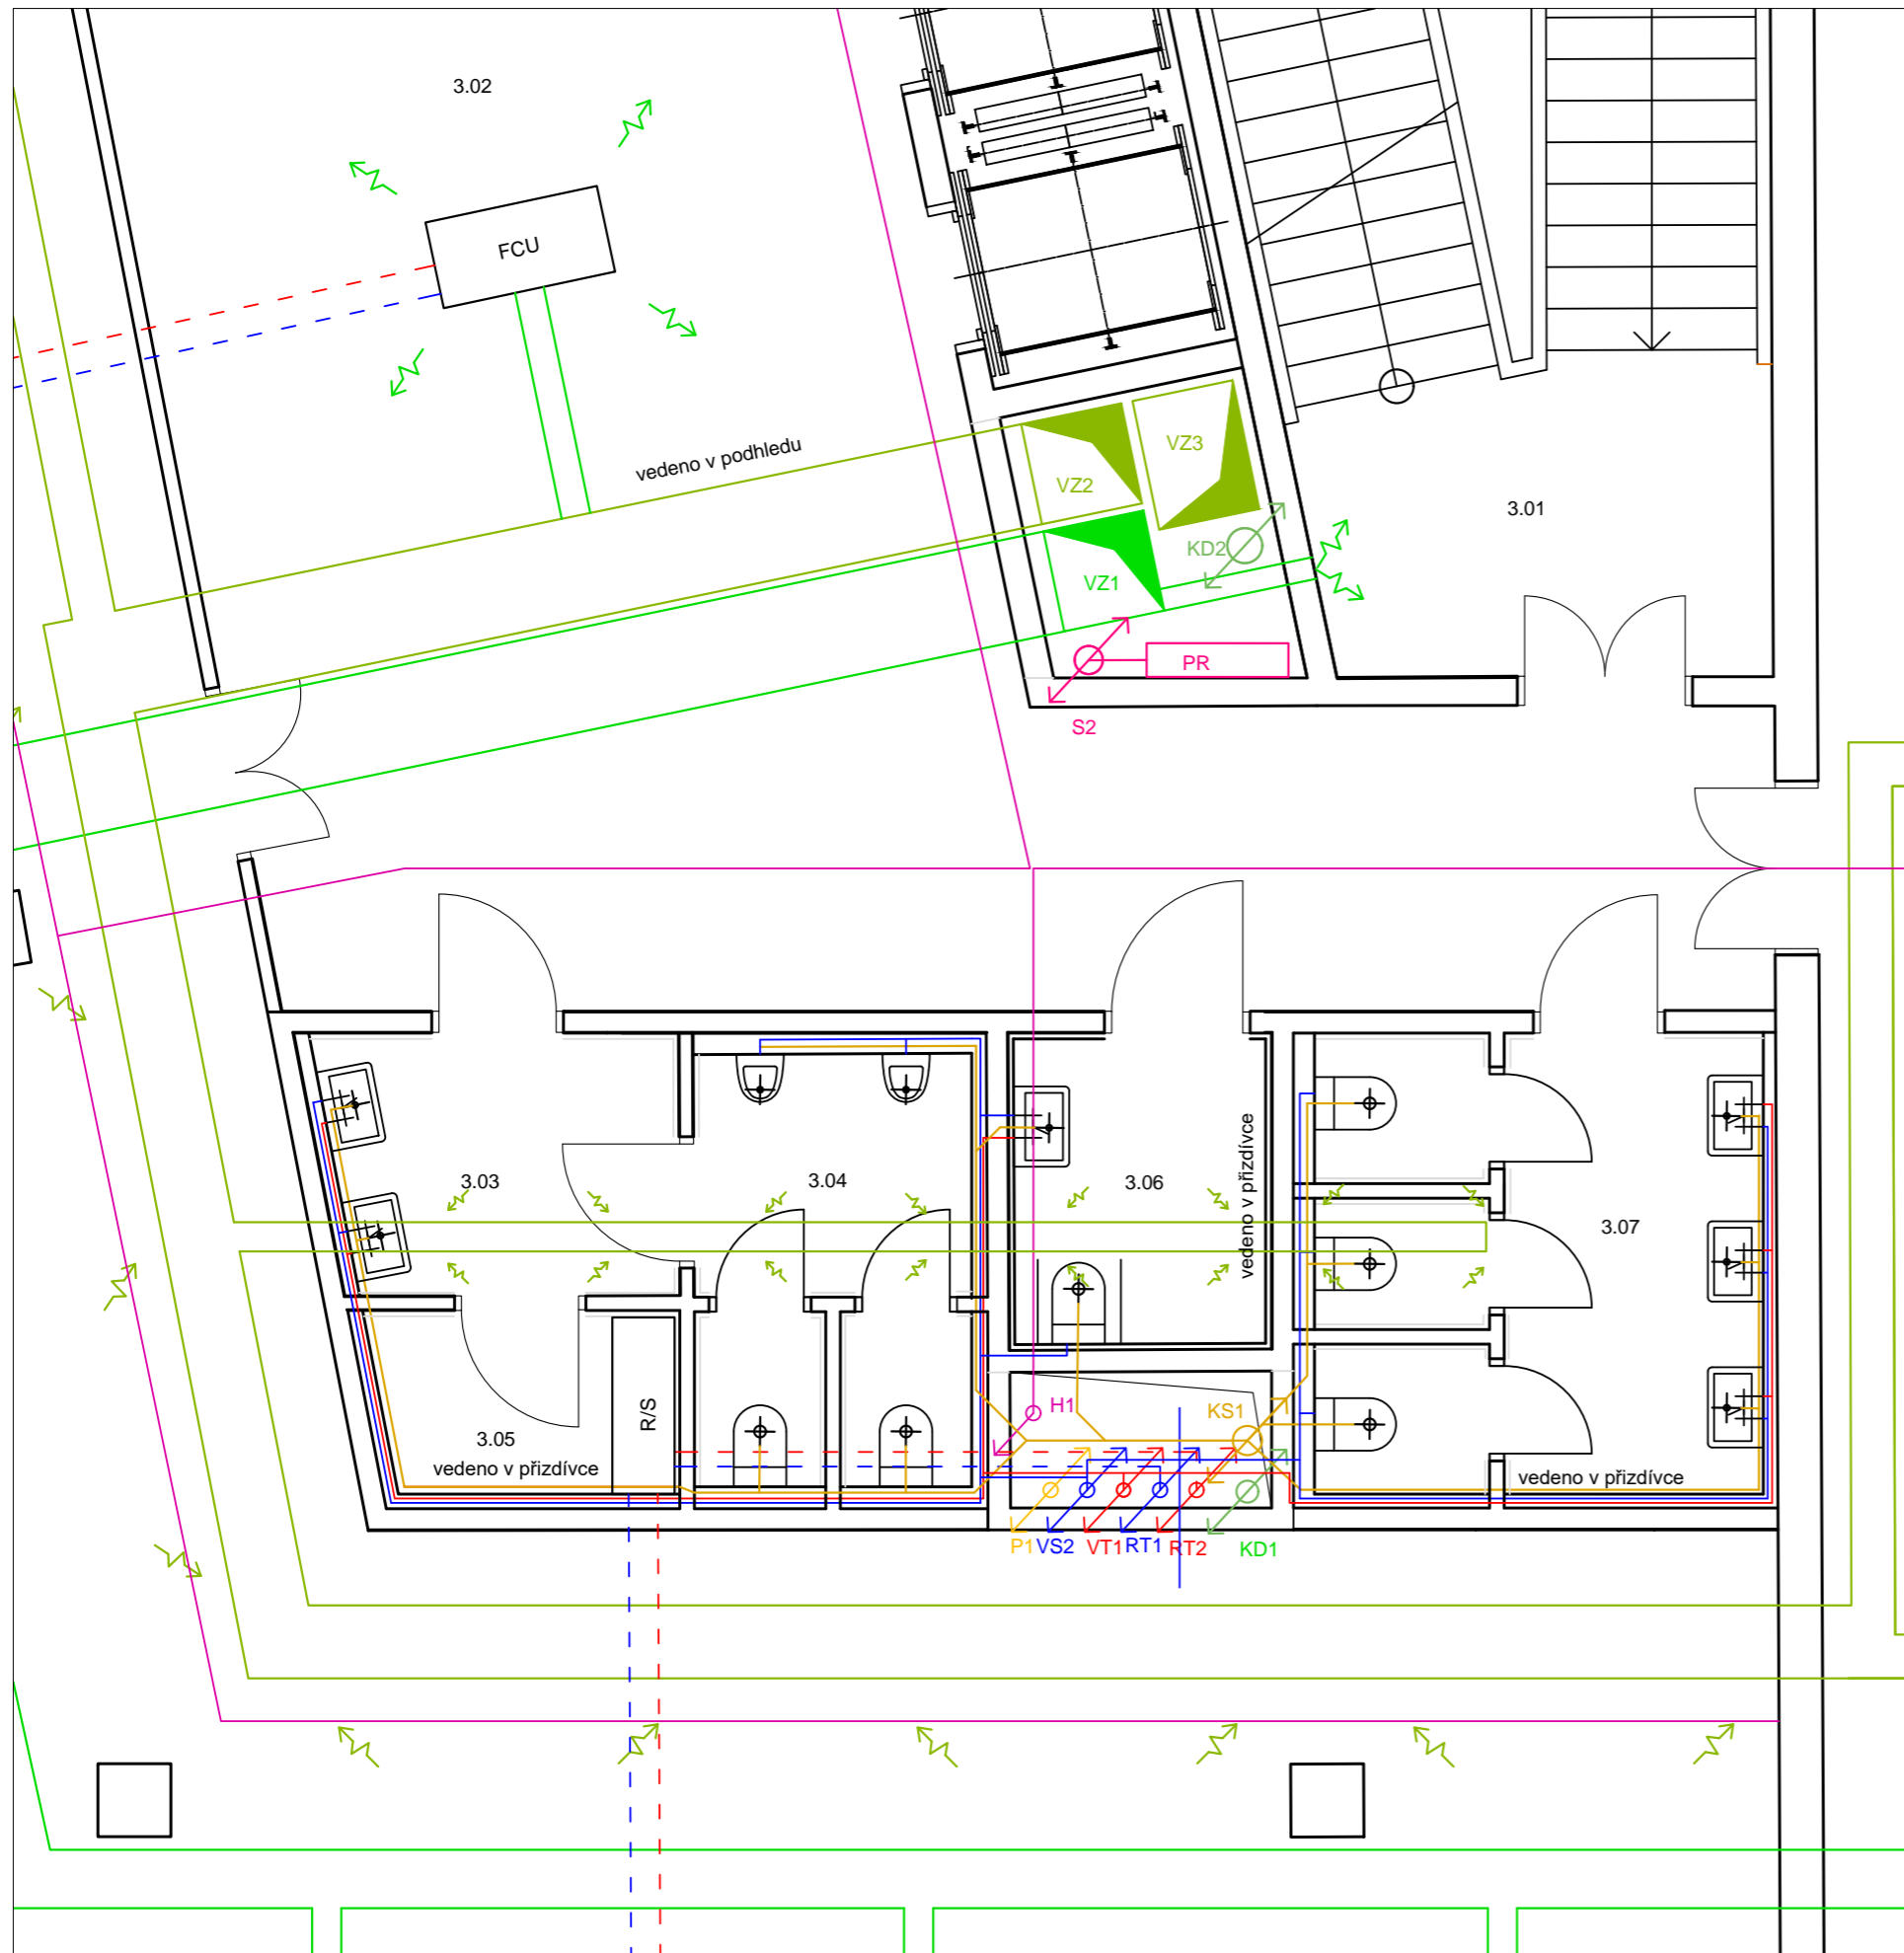 3.02
FCU
vedeno v podhledu
VZ3
VZ2
3.01
KD2
VZ1
PR
S2
3.03
3.04
3.06
vedeno v přizdívce
3.07
H1
KS1
R/S
3.05
vedeno v přizdívce
vedeno v přizdívce
P1 VS2 VT1 RT1 RT2 KD1